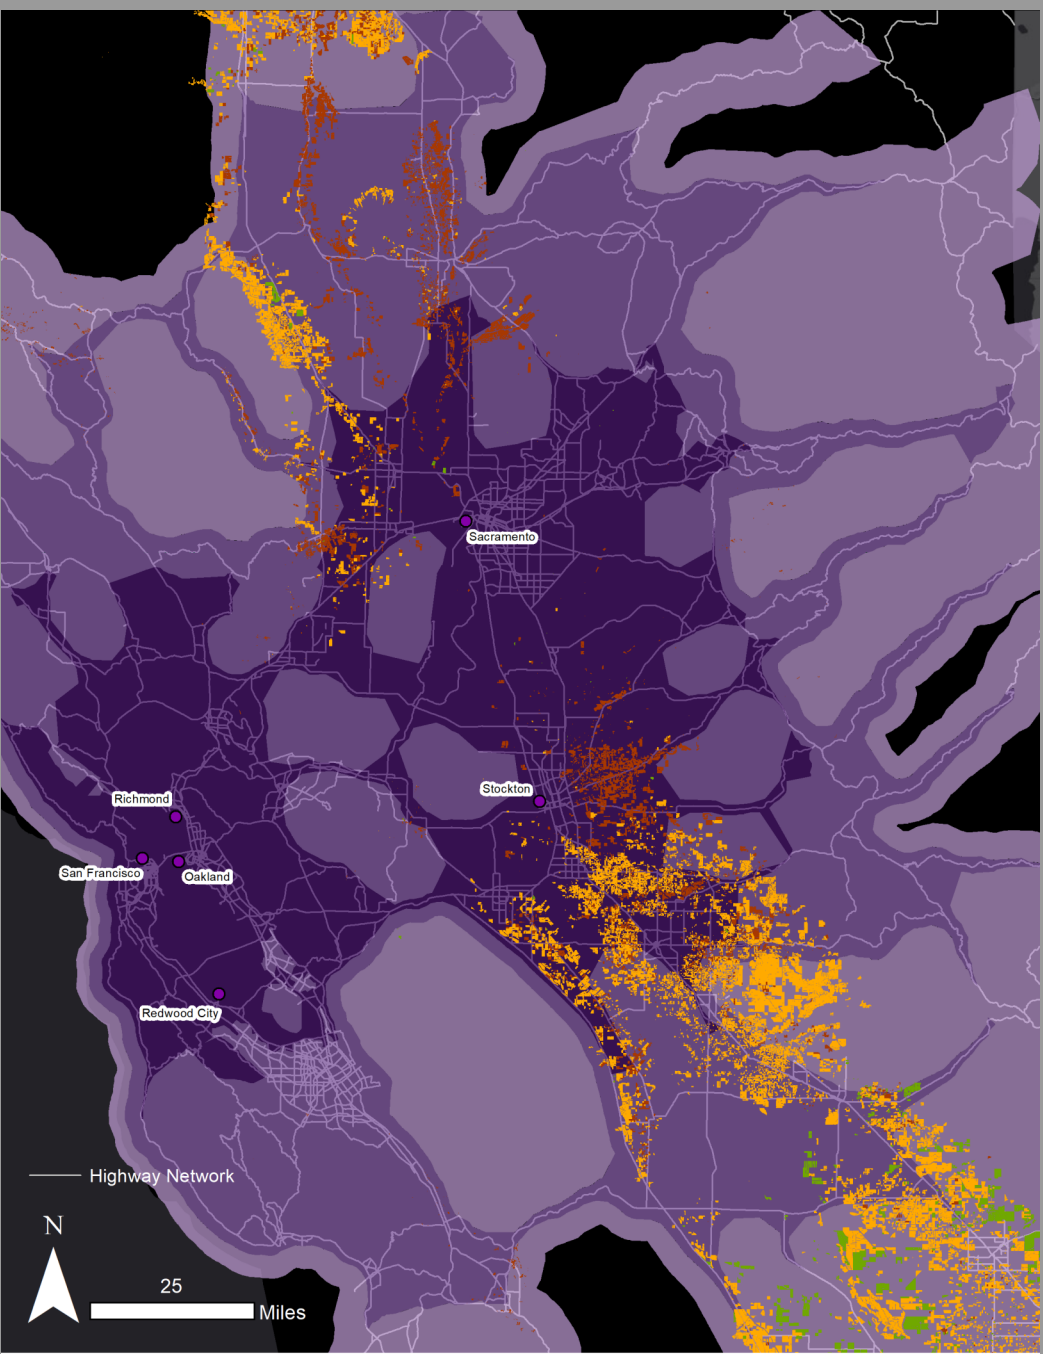 Sacramento
Stockton
Richmond
San Francisco
Oakland
Redwood City
Highway Network
N
25
Miles